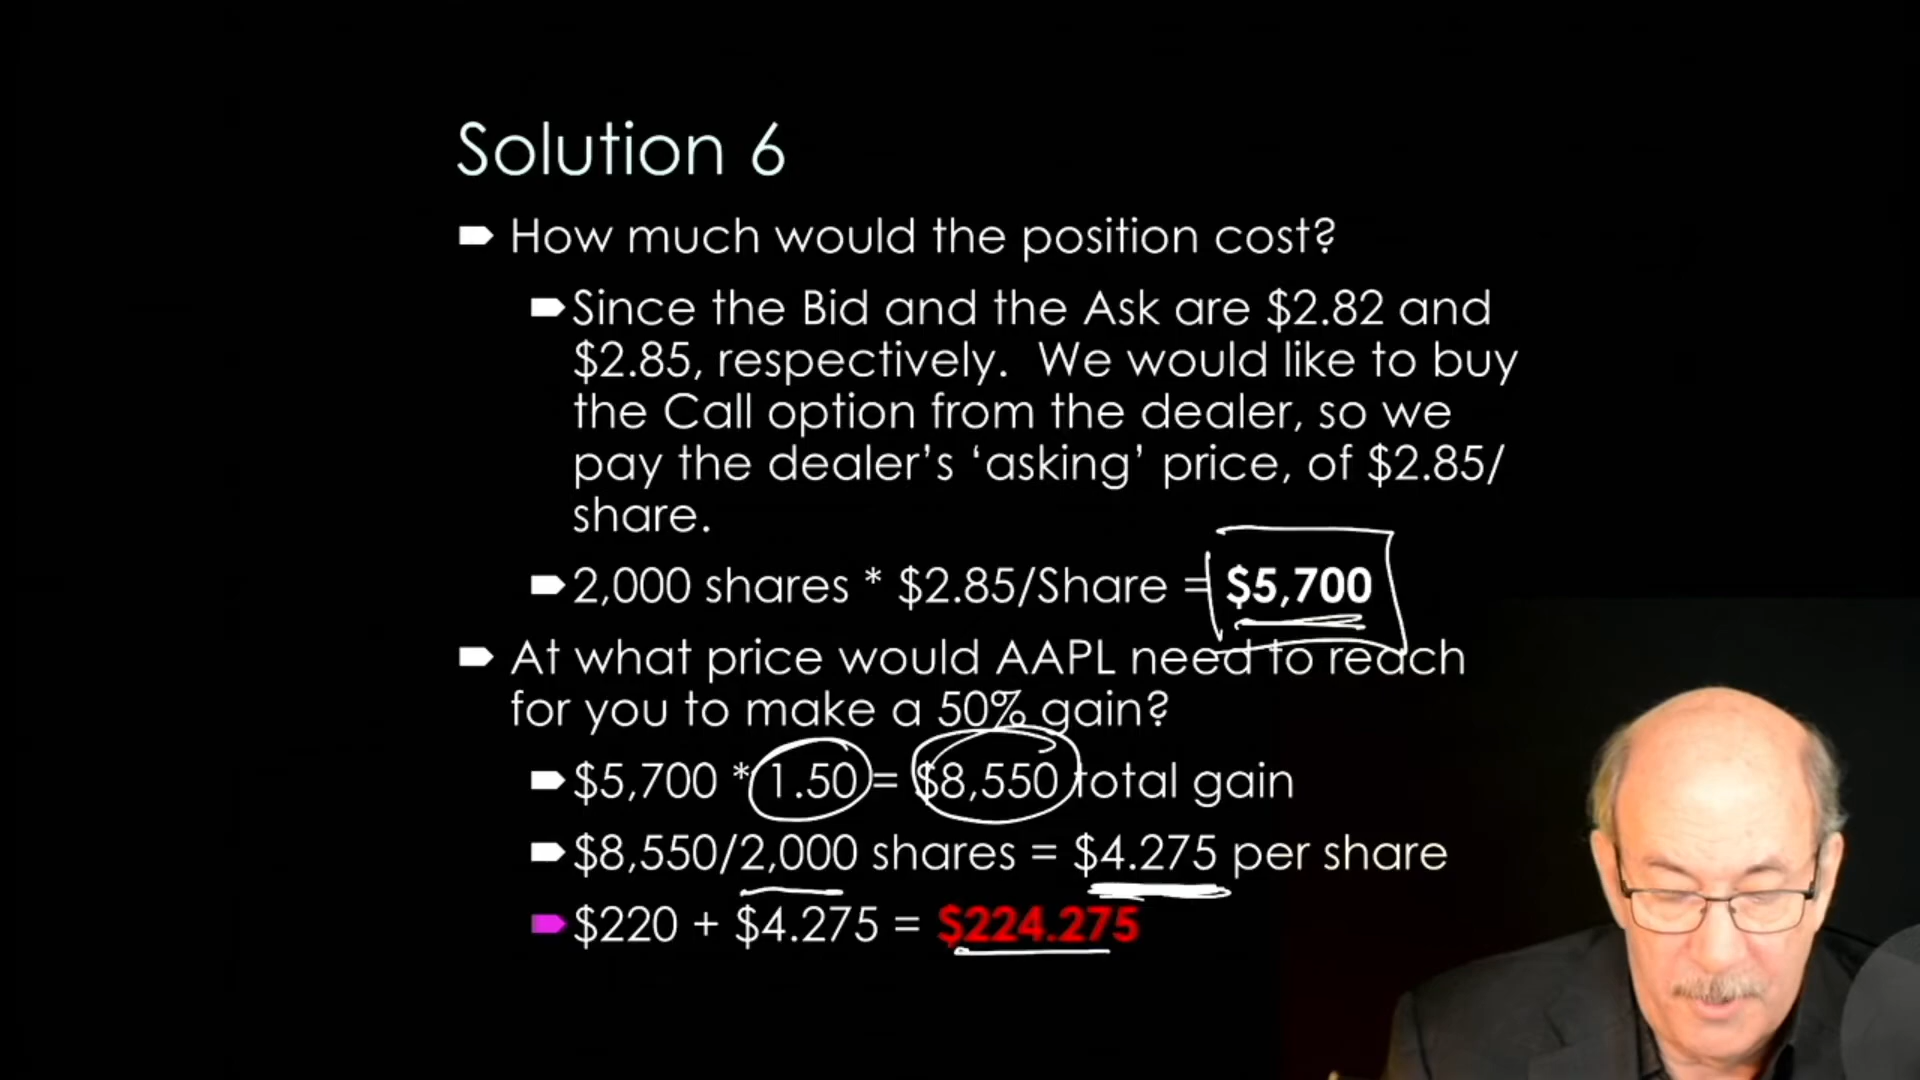 Solution 6
How much would the position cost?
Since the Bid and the Ask are $2.82 and
$2.85, respectively. We would like to buy
the Call option from the dealer, so we
pay the dealer's ‘asking’ price, of $2.85/
share.
2,000 shares * $2.85/Share = $5,700
At what price would AAPL need to reach
for you to make a 50% gain?
$5,700 * 1.50 = $8,550 total gain
$8,550/2,000 shares = $4.275 per share
$220 + $4.275 = $224.275